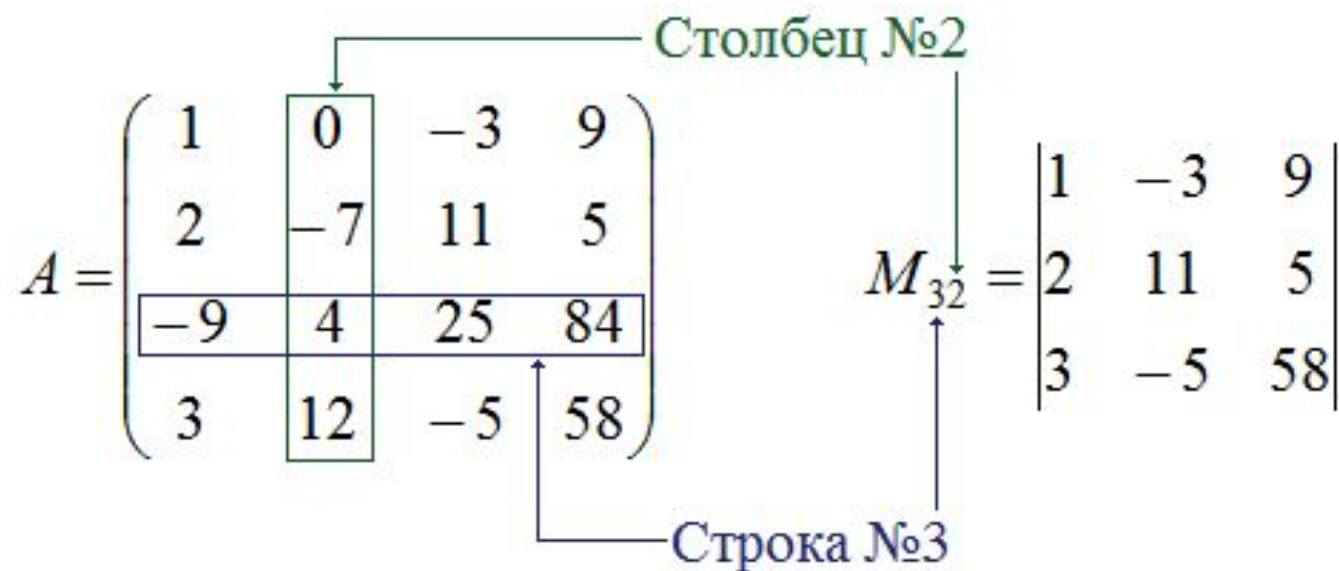 Столбец №2
A = ( 1 0 −3 9
2 −7 11 5
−9 4 25 84
3 12 −5 58 )
M32 = | 1 −3 9
2 11 5
3 −5 58 |
Строка №3